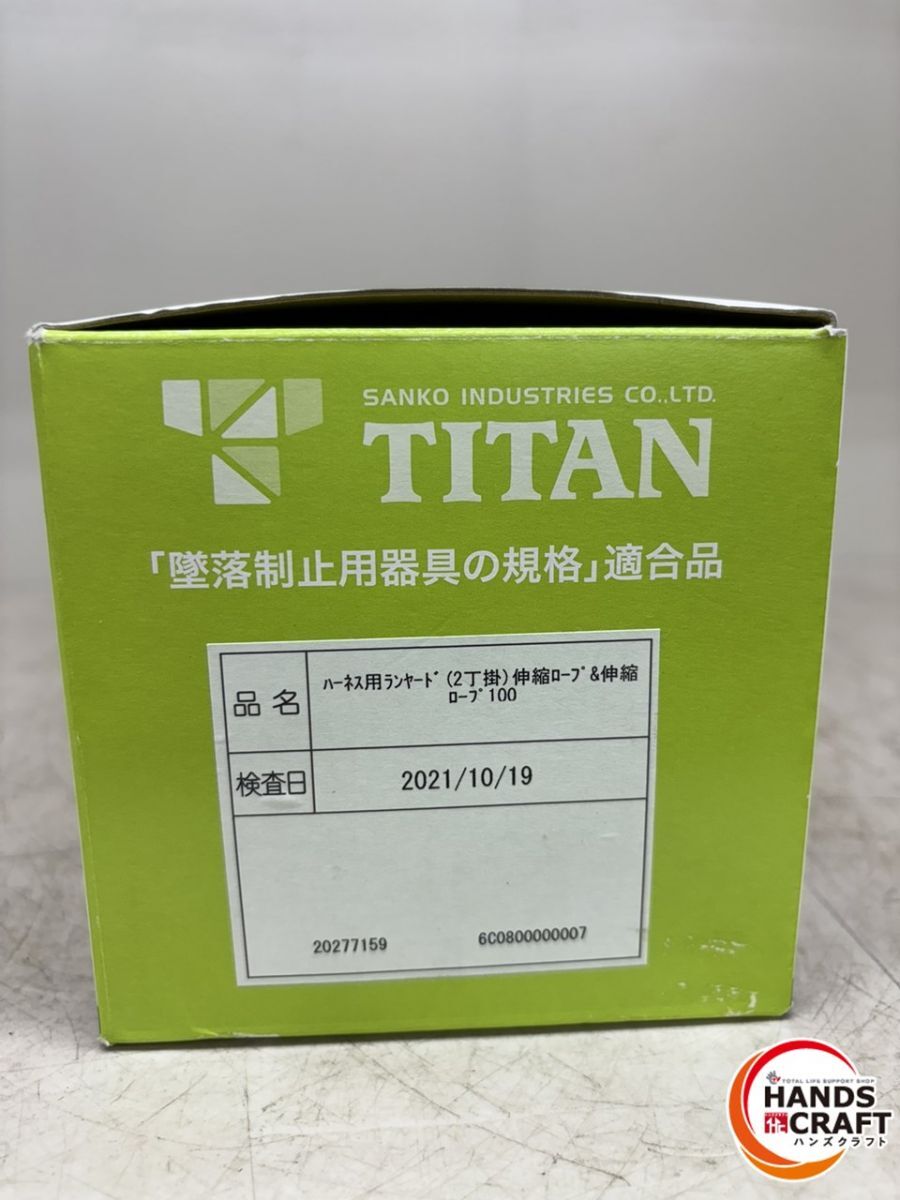 SANKO INDUSTRIES CO.,LTD.
TITAN
「墜落制止用器具の規格」適合品
品名
ﾊｰﾈｽ用ﾗﾝﾔｰﾄﾞ(2丁掛)伸縮ﾛｰﾌﾟ&伸縮
ﾛｰﾌﾟ100
検査日
2021/10/19
20277159
6C0800000007
TOTAL LIFE SUPPORT SHOP
HANDS
CRAFT
ハンズクラフト